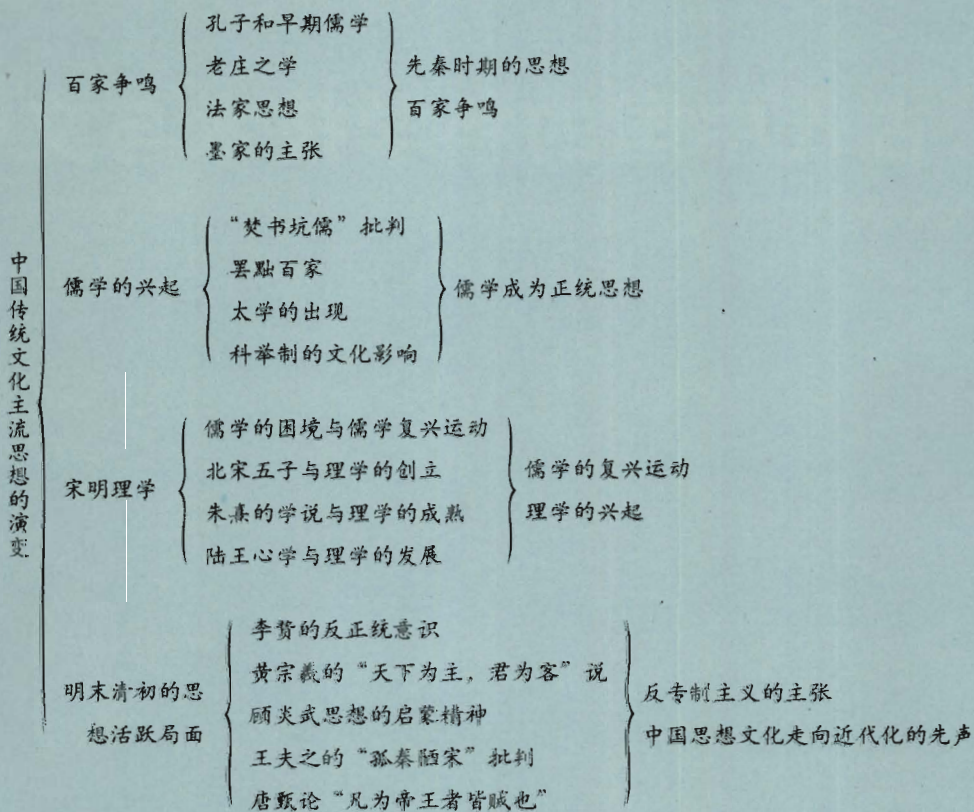 中国传统文化主流思想的演变
百家争鸣
孔子和早期儒学
老庄之学
法家思想
墨家的主张
先秦时期的思想
百家争鸣
儒学的兴起
“焚书坑儒”批判
罢黜百家
太学的出现
科举制的文化影响
儒学成为正统思想
宋明理学
儒学的困境与儒学复兴运动
北宋五子与理学的创立
朱熹的学说与理学的成熟
陆王心学与理学的发展
儒学的复兴运动
理学的兴起
明末清初的思
想活跃局面
李贽的反正统意识
黄宗羲的“天下为主，君为客”说
顾炎武思想的启蒙精神
王夫之的“孤秦陋宋”批判
唐甄论“凡为帝王者皆贼也”
反专制主义的主张
中国思想文化走向近代化的先声